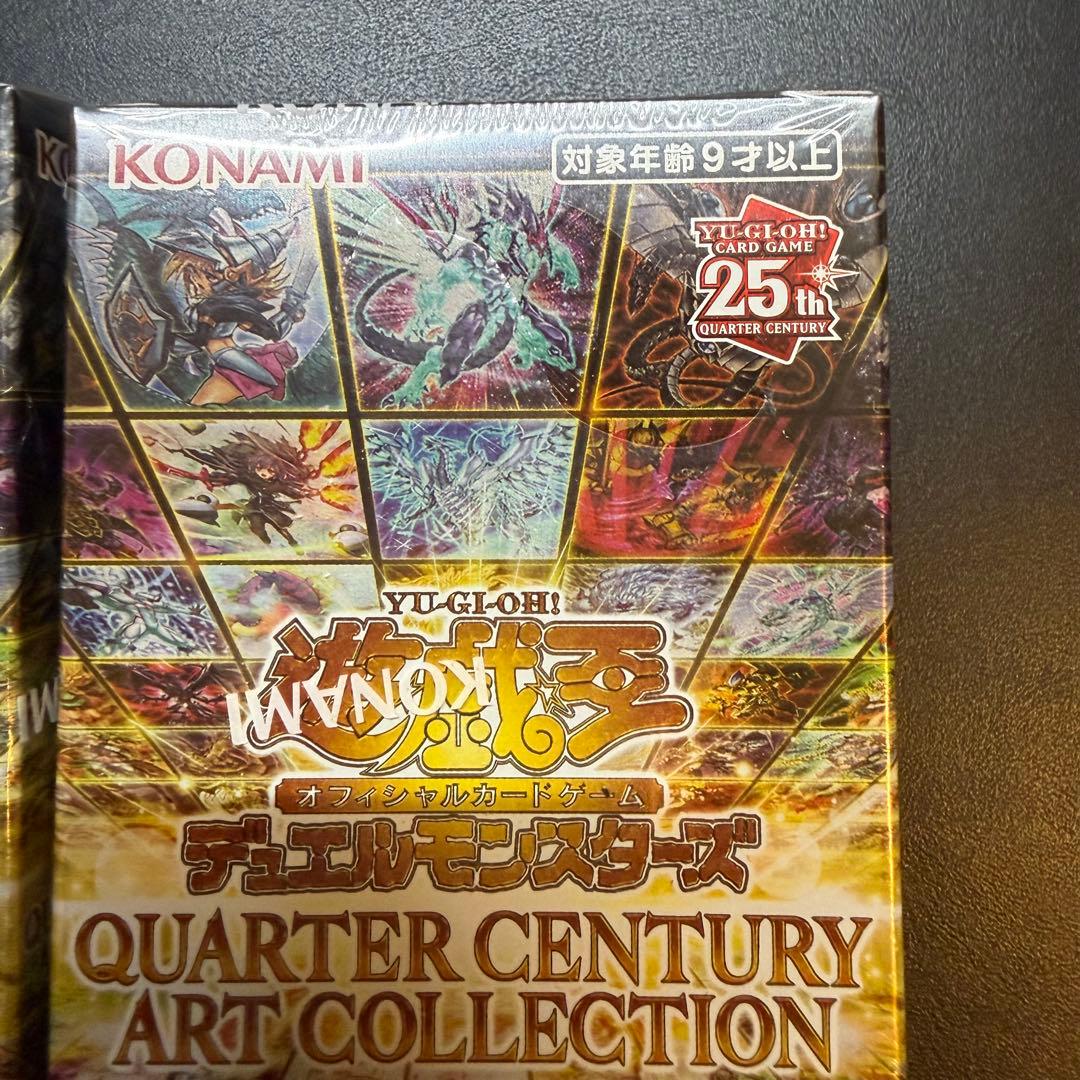 KONAMI
対象年齢9才以上
YU-GI-OH!
CARD GAME
25th
QUARTER CENTURY
YU-GI-OH!
遊戯王
KONAMI
オフィシャルカードゲーム
デュエルモンスターズ
QUARTER CENTURY
ART COLLECTION